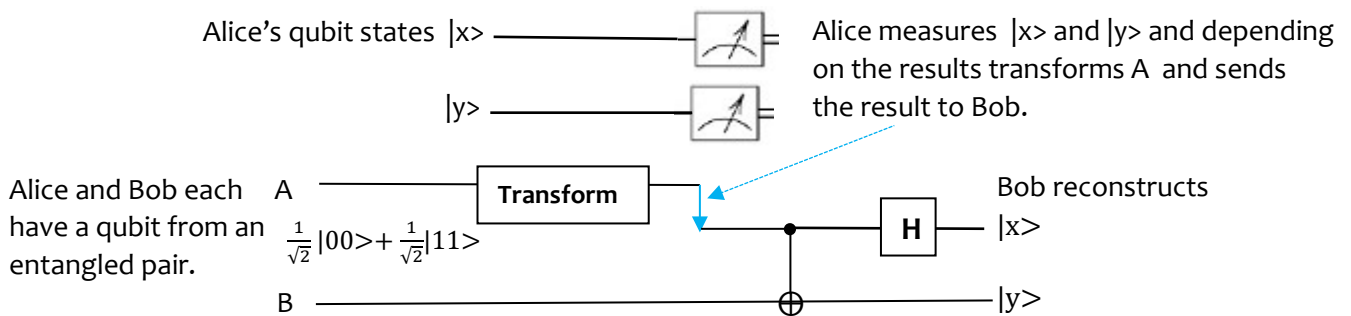 Alice’s qubit states |x>
Alice measures |x> and |y> and depending
on the results transforms A and sends
the result to Bob.
|y>
Alice and Bob each
have a qubit from an
entangled pair.
A
1/√2 |00>+ 1/√2 |11>
B
Transform
H
Bob reconstructs
|x>
|y>